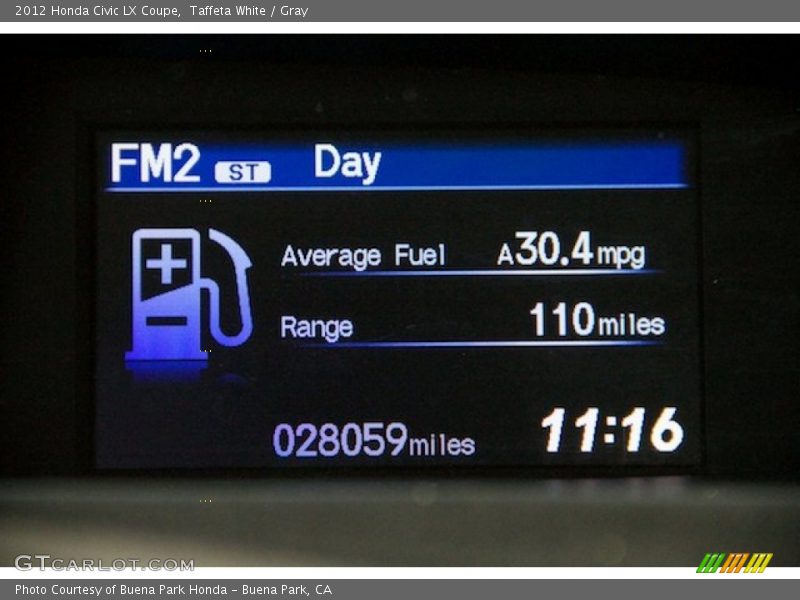 2012 Honda Civic LX Coupe, Taffeta White / Gray
FM2 ST Day
Average Fuel A30.4mpg
Range 110miles
028059miles 11:16
GTCARLOT.COM
Photo Courtesy of Buena Park Honda - Buena Park, CA